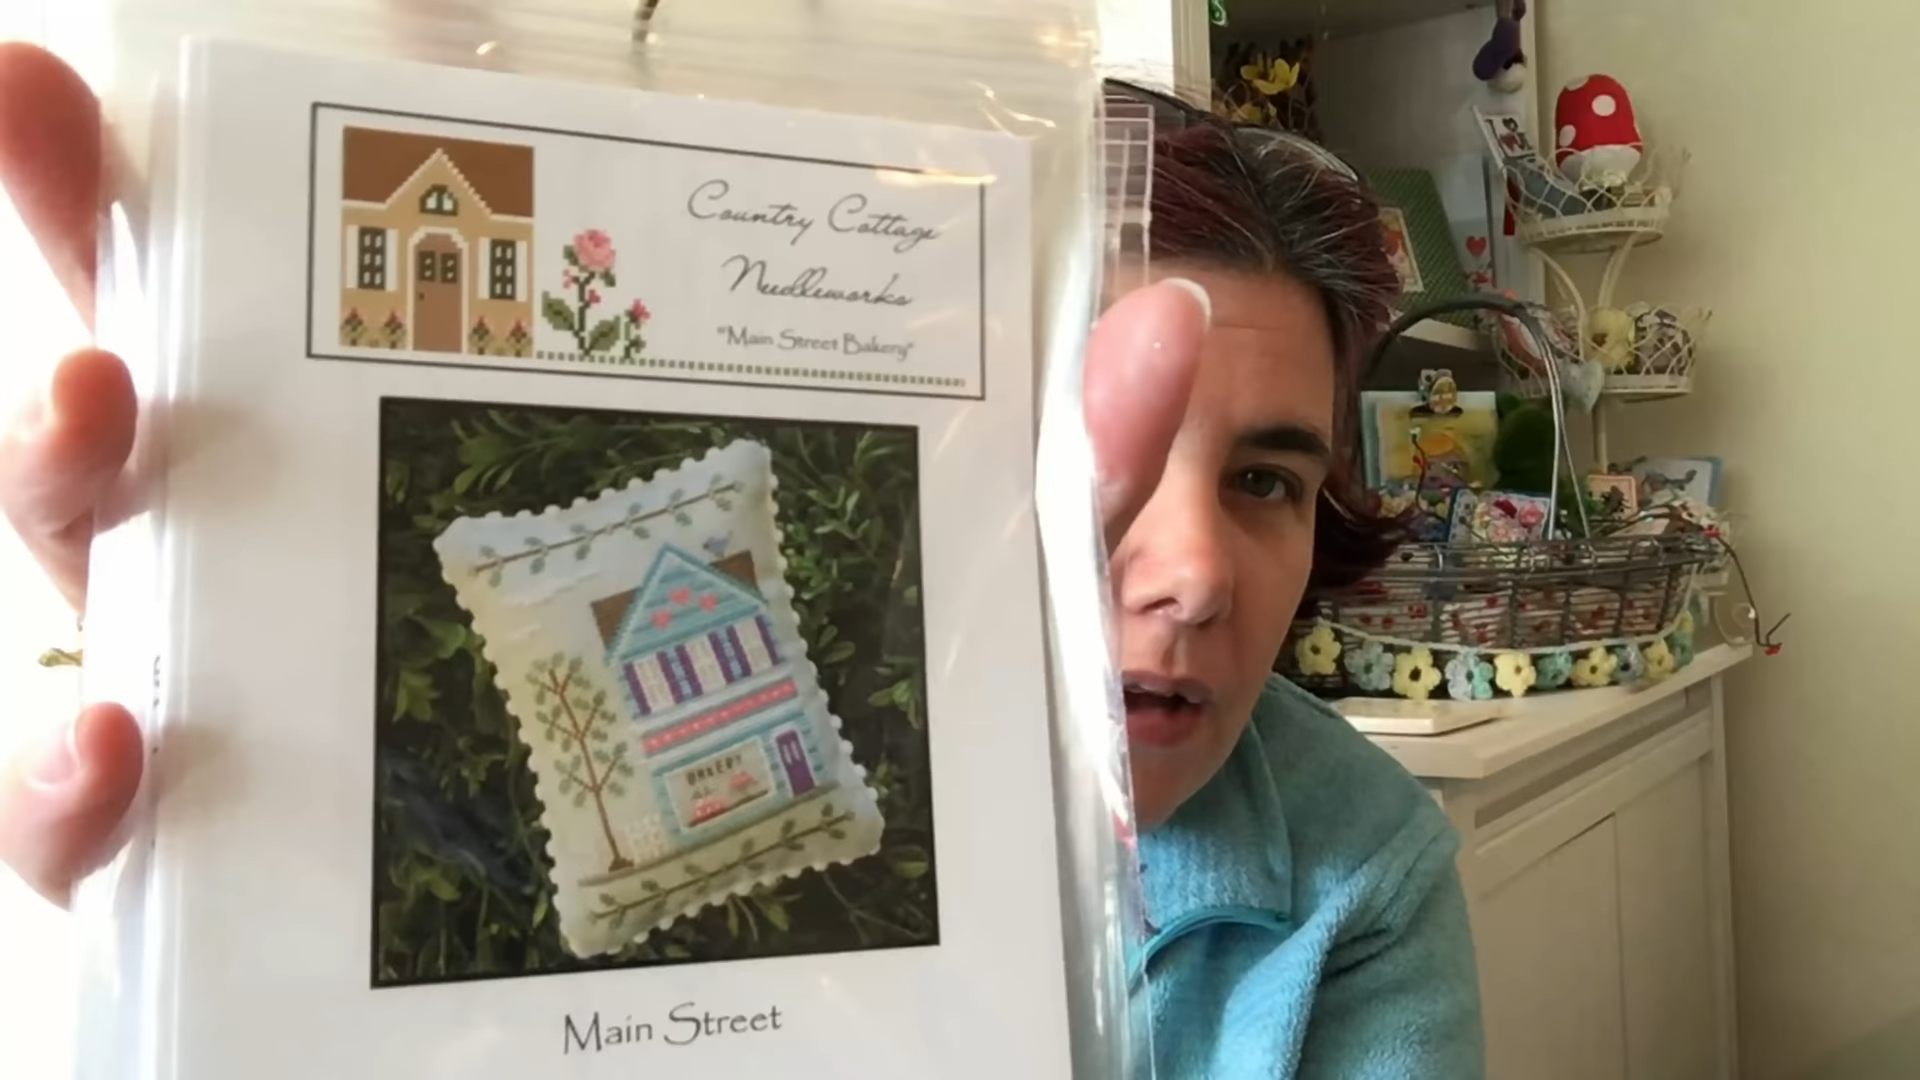 Country Cottage
Needleworks
"Main Street Bakery"
BAKERY
Main Street